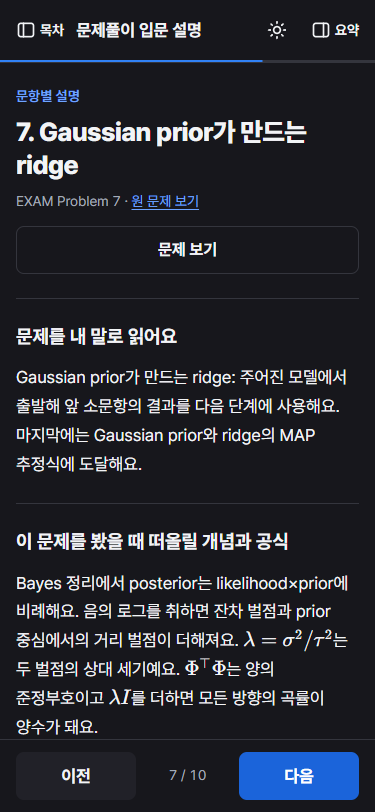 목차 문제풀이 입문 설명 요약
문항별 설명
7. Gaussian prior가 만드는
ridge
EXAM Problem 7 · 원 문제 보기
문제 보기
문제를 내 말로 읽어요
Gaussian prior가 만드는 ridge: 주어진 모델에서
출발해 앞 소문항의 결과를 다음 단계에 사용해요.
마지막에는 Gaussian prior와 ridge의 MAP
추정식에 도달해요.
이 문제를 봤을 때 떠올릴 개념과 공식
Bayes 정리에서 posterior는 likelihood×prior에
비례해요. 음의 로그를 취하면 잔차 벌점과 prior
중심에서의 거리 벌점이 더해져요. λ = σ²/τ²는
두 벌점의 상대 세기예요. Φ⊤Φ는 양의
준정부호이고 λI를 더하면 모든 방향의 곡률이
양수가 돼요.
이전 7 / 10 다음